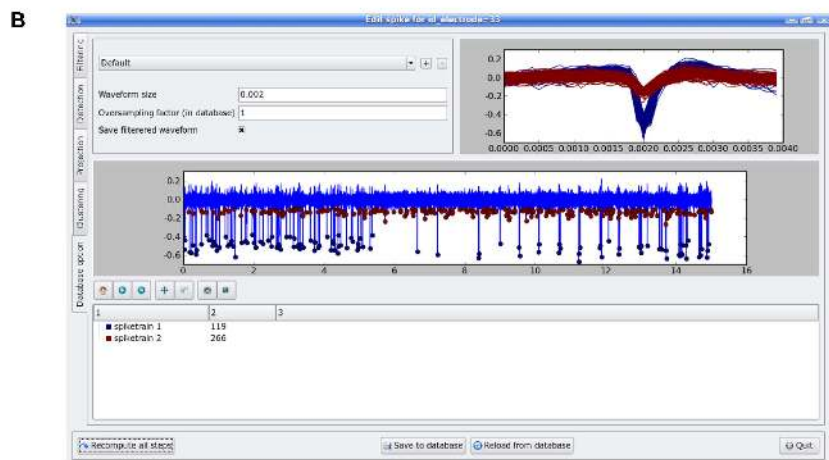 B
Edit spike for id_electrode=33
Filtering
Detection
Projection
Clustering
Database option
Default
Waveform size 0.002
Oversampling factor (in database) 1
Save filterered waveform
0.2
0.0
-0.2
-0.4
-0.6
0.0000 0.0005 0.0010 0.0015 0.0020 0.0025 0.0030 0.0035 0.0040
0.2
0.0
-0.2
-0.4
-0.6
0 2 4 6 8 10 12 14 16
1 2 3
spiketrain 1 119
spiketrain 2 266
Recompute all steps
Save to database
Reload from database
Quit